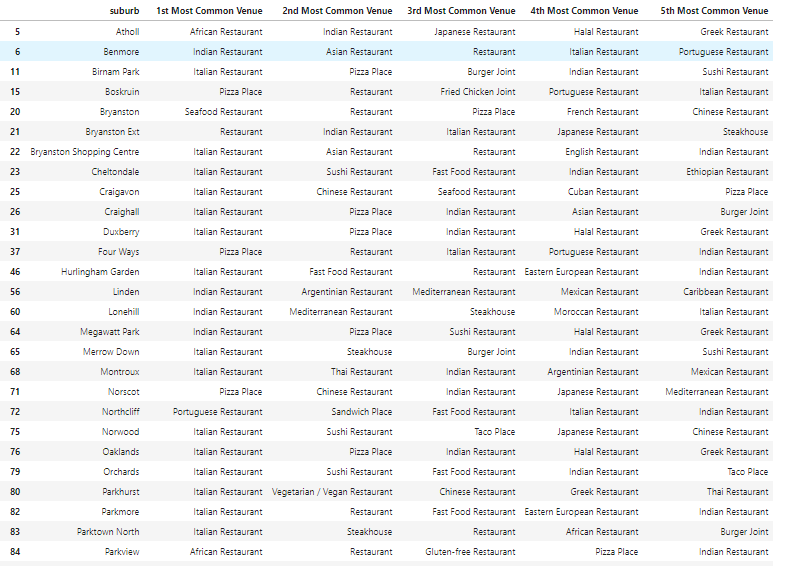 suburb 1st Most Common Venue 2nd Most Common Venue 3rd Most Common Venue 4th Most Common Venue 5th Most Common Venue
5 Atholl African Restaurant Indian Restaurant Japanese Restaurant Halal Restaurant Greek Restaurant
6 Benmore Indian Restaurant Asian Restaurant Restaurant Italian Restaurant Portuguese Restaurant
11 Birnam Park Italian Restaurant Pizza Place Burger Joint Indian Restaurant Sushi Restaurant
15 Boskruin Pizza Place Restaurant Fried Chicken Joint Portuguese Restaurant Italian Restaurant
20 Bryanston Seafood Restaurant Restaurant Pizza Place French Restaurant Chinese Restaurant
21 Bryanston Ext Restaurant Indian Restaurant Italian Restaurant Japanese Restaurant Steakhouse
22 Bryanston Shopping Centre Italian Restaurant Asian Restaurant Restaurant English Restaurant Indian Restaurant
23 Cheltondale Italian Restaurant Sushi Restaurant Fast Food Restaurant Indian Restaurant Ethiopian Restaurant
25 Craigavon Italian Restaurant Chinese Restaurant Seafood Restaurant Cuban Restaurant Pizza Place
26 Craighall Italian Restaurant Pizza Place Indian Restaurant Asian Restaurant Burger Joint
31 Duxberry Italian Restaurant Pizza Place Indian Restaurant Halal Restaurant Greek Restaurant
37 Four Ways Pizza Place Restaurant Italian Restaurant Portuguese Restaurant Indian Restaurant
46 Hurlingham Garden Italian Restaurant Fast Food Restaurant Restaurant Eastern European Restaurant Indian Restaurant
56 Linden Indian Restaurant Argentinian Restaurant Mediterranean Restaurant Mexican Restaurant Caribbean Restaurant
60 Lonehill Indian Restaurant Mediterranean Restaurant Steakhouse Moroccan Restaurant Italian Restaurant
64 Megawatt Park Indian Restaurant Pizza Place Sushi Restaurant Halal Restaurant Greek Restaurant
65 Merrow Down Italian Restaurant Steakhouse Burger Joint Indian Restaurant Sushi Restaurant
68 Montroux Italian Restaurant Thai Restaurant Indian Restaurant Argentinian Restaurant Mexican Restaurant
71 Norscot Pizza Place Chinese Restaurant Indian Restaurant Japanese Restaurant Mediterranean Restaurant
72 Northcliff Portuguese Restaurant Sandwich Place Fast Food Restaurant Italian Restaurant Indian Restaurant
75 Norwood Italian Restaurant Sushi Restaurant Taco Place Japanese Restaurant Chinese Restaurant
76 Oaklands Italian Restaurant Pizza Place Indian Restaurant Halal Restaurant Greek Restaurant
79 Orchards Italian Restaurant Sushi Restaurant Fast Food Restaurant Indian Restaurant Taco Place
80 Parkhurst Italian Restaurant Vegetarian / Vegan Restaurant Chinese Restaurant Greek Restaurant Thai Restaurant
82 Parkmore Italian Restaurant Restaurant Fast Food Restaurant Eastern European Restaurant Indian Restaurant
83 Parktown North Italian Restaurant Steakhouse Restaurant African Restaurant Burger Joint
84 Parkview African Restaurant Restaurant Gluten-free Restaurant Pizza Place Indian Restaurant